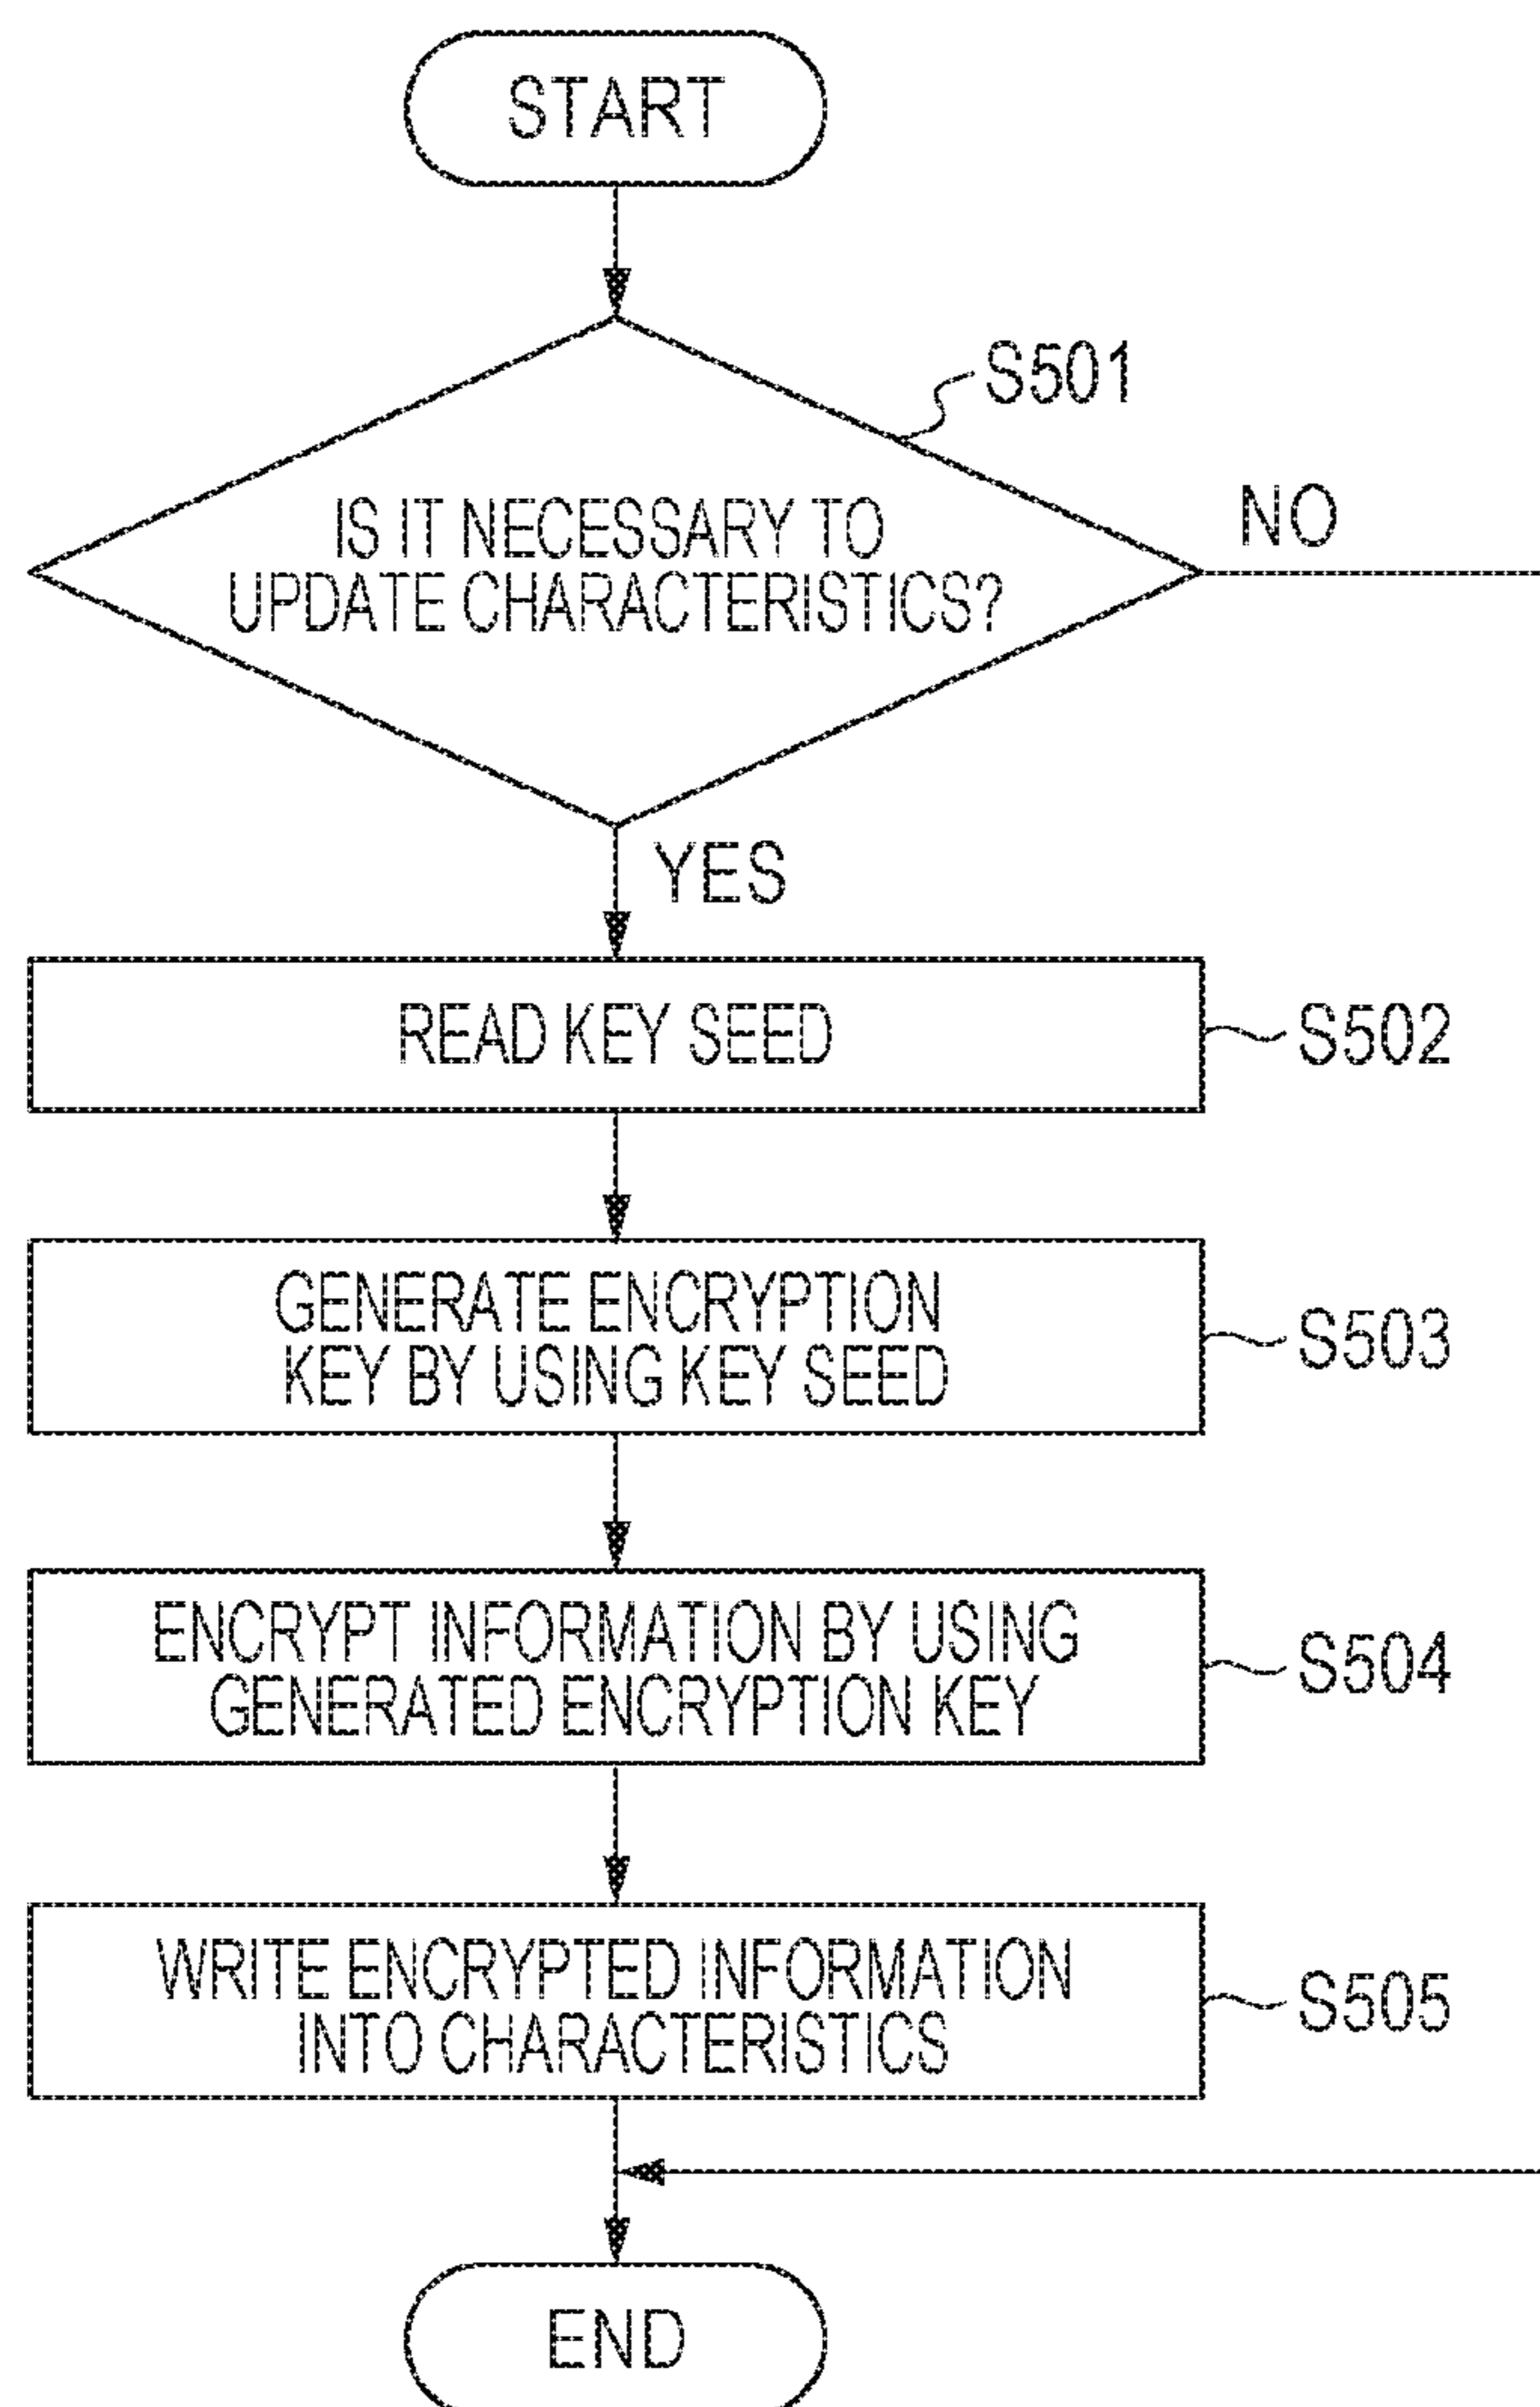 START
S501
IS IT NECESSARY TO
UPDATE CHARACTERISTICS?
NO
YES
READ KEY SEED
S502
GENERATE ENCRYPTION
KEY BY USING KEY SEED
S503
ENCRYPT INFORMATION BY USING
GENERATED ENCRYPTION KEY
S504
WRITE ENCRYPTED INFORMATION
INTO CHARACTERISTICS
S505
END